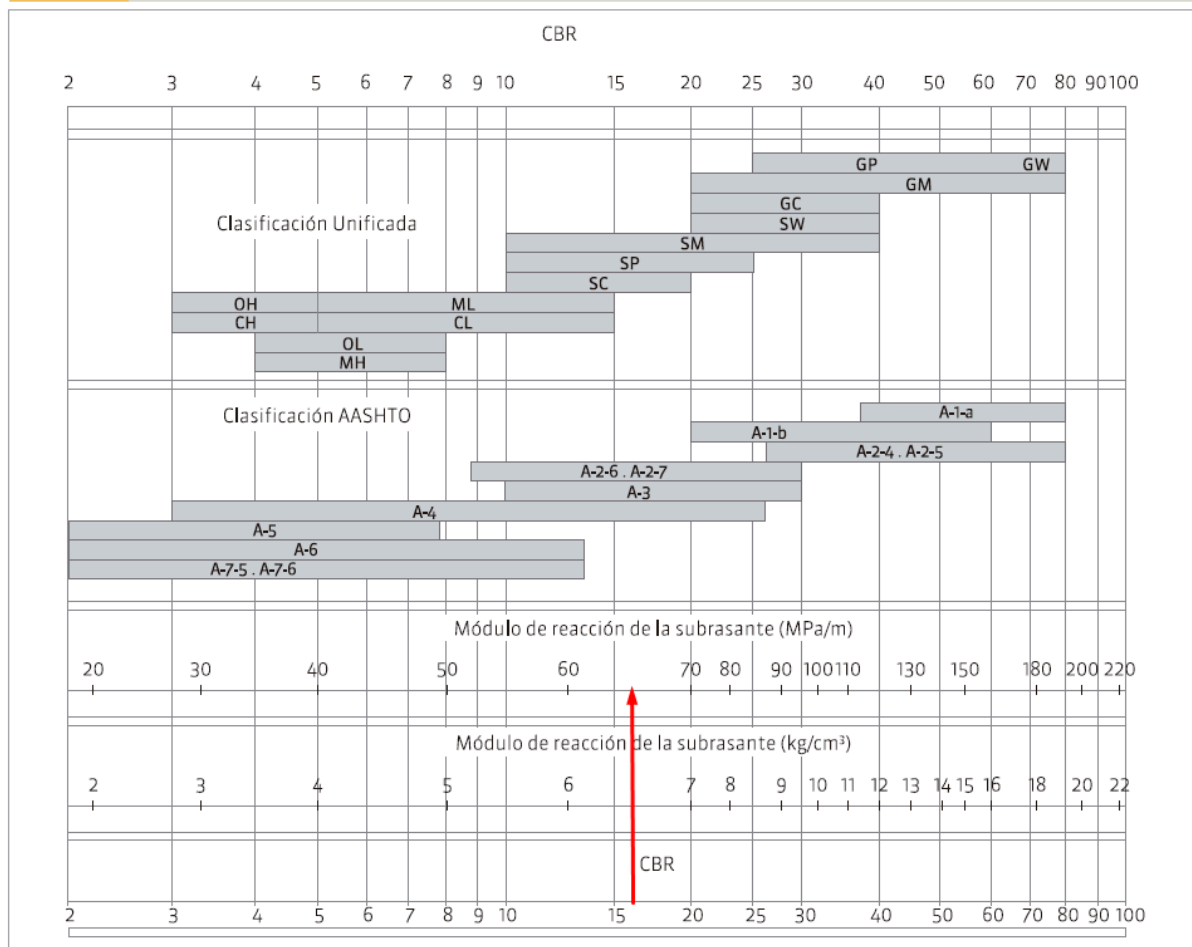 CBR
2 3 4 5 6 7 8 9 10 15 20 25 30 40 50 60 70 80 90 100
GP GW
GM
GC
Clasificación Unificada
SW
SM
SP
SC
OH ML
CH CL
OL
MH
Clasificación AASHTO
A-1-a
A-1-b
A-2-4 . A-2-5
A-2-6 . A-2-7
A-3
A-4
A-5
A-6
A-7-5 . A-7-6
Módulo de reacción de la subrasante (MPa/m)
20 30 40 50 60 70 80 90 100 110 130 150 180 200 220
Módulo de reacción de la subrasante (kg/cm³)
2 3 4 5 6 7 8 9 10 11 12 13 14 15 16 18 20 22
CBR
2 3 4 5 6 7 8 9 10 15 20 25 30 40 50 60 70 80 90 100